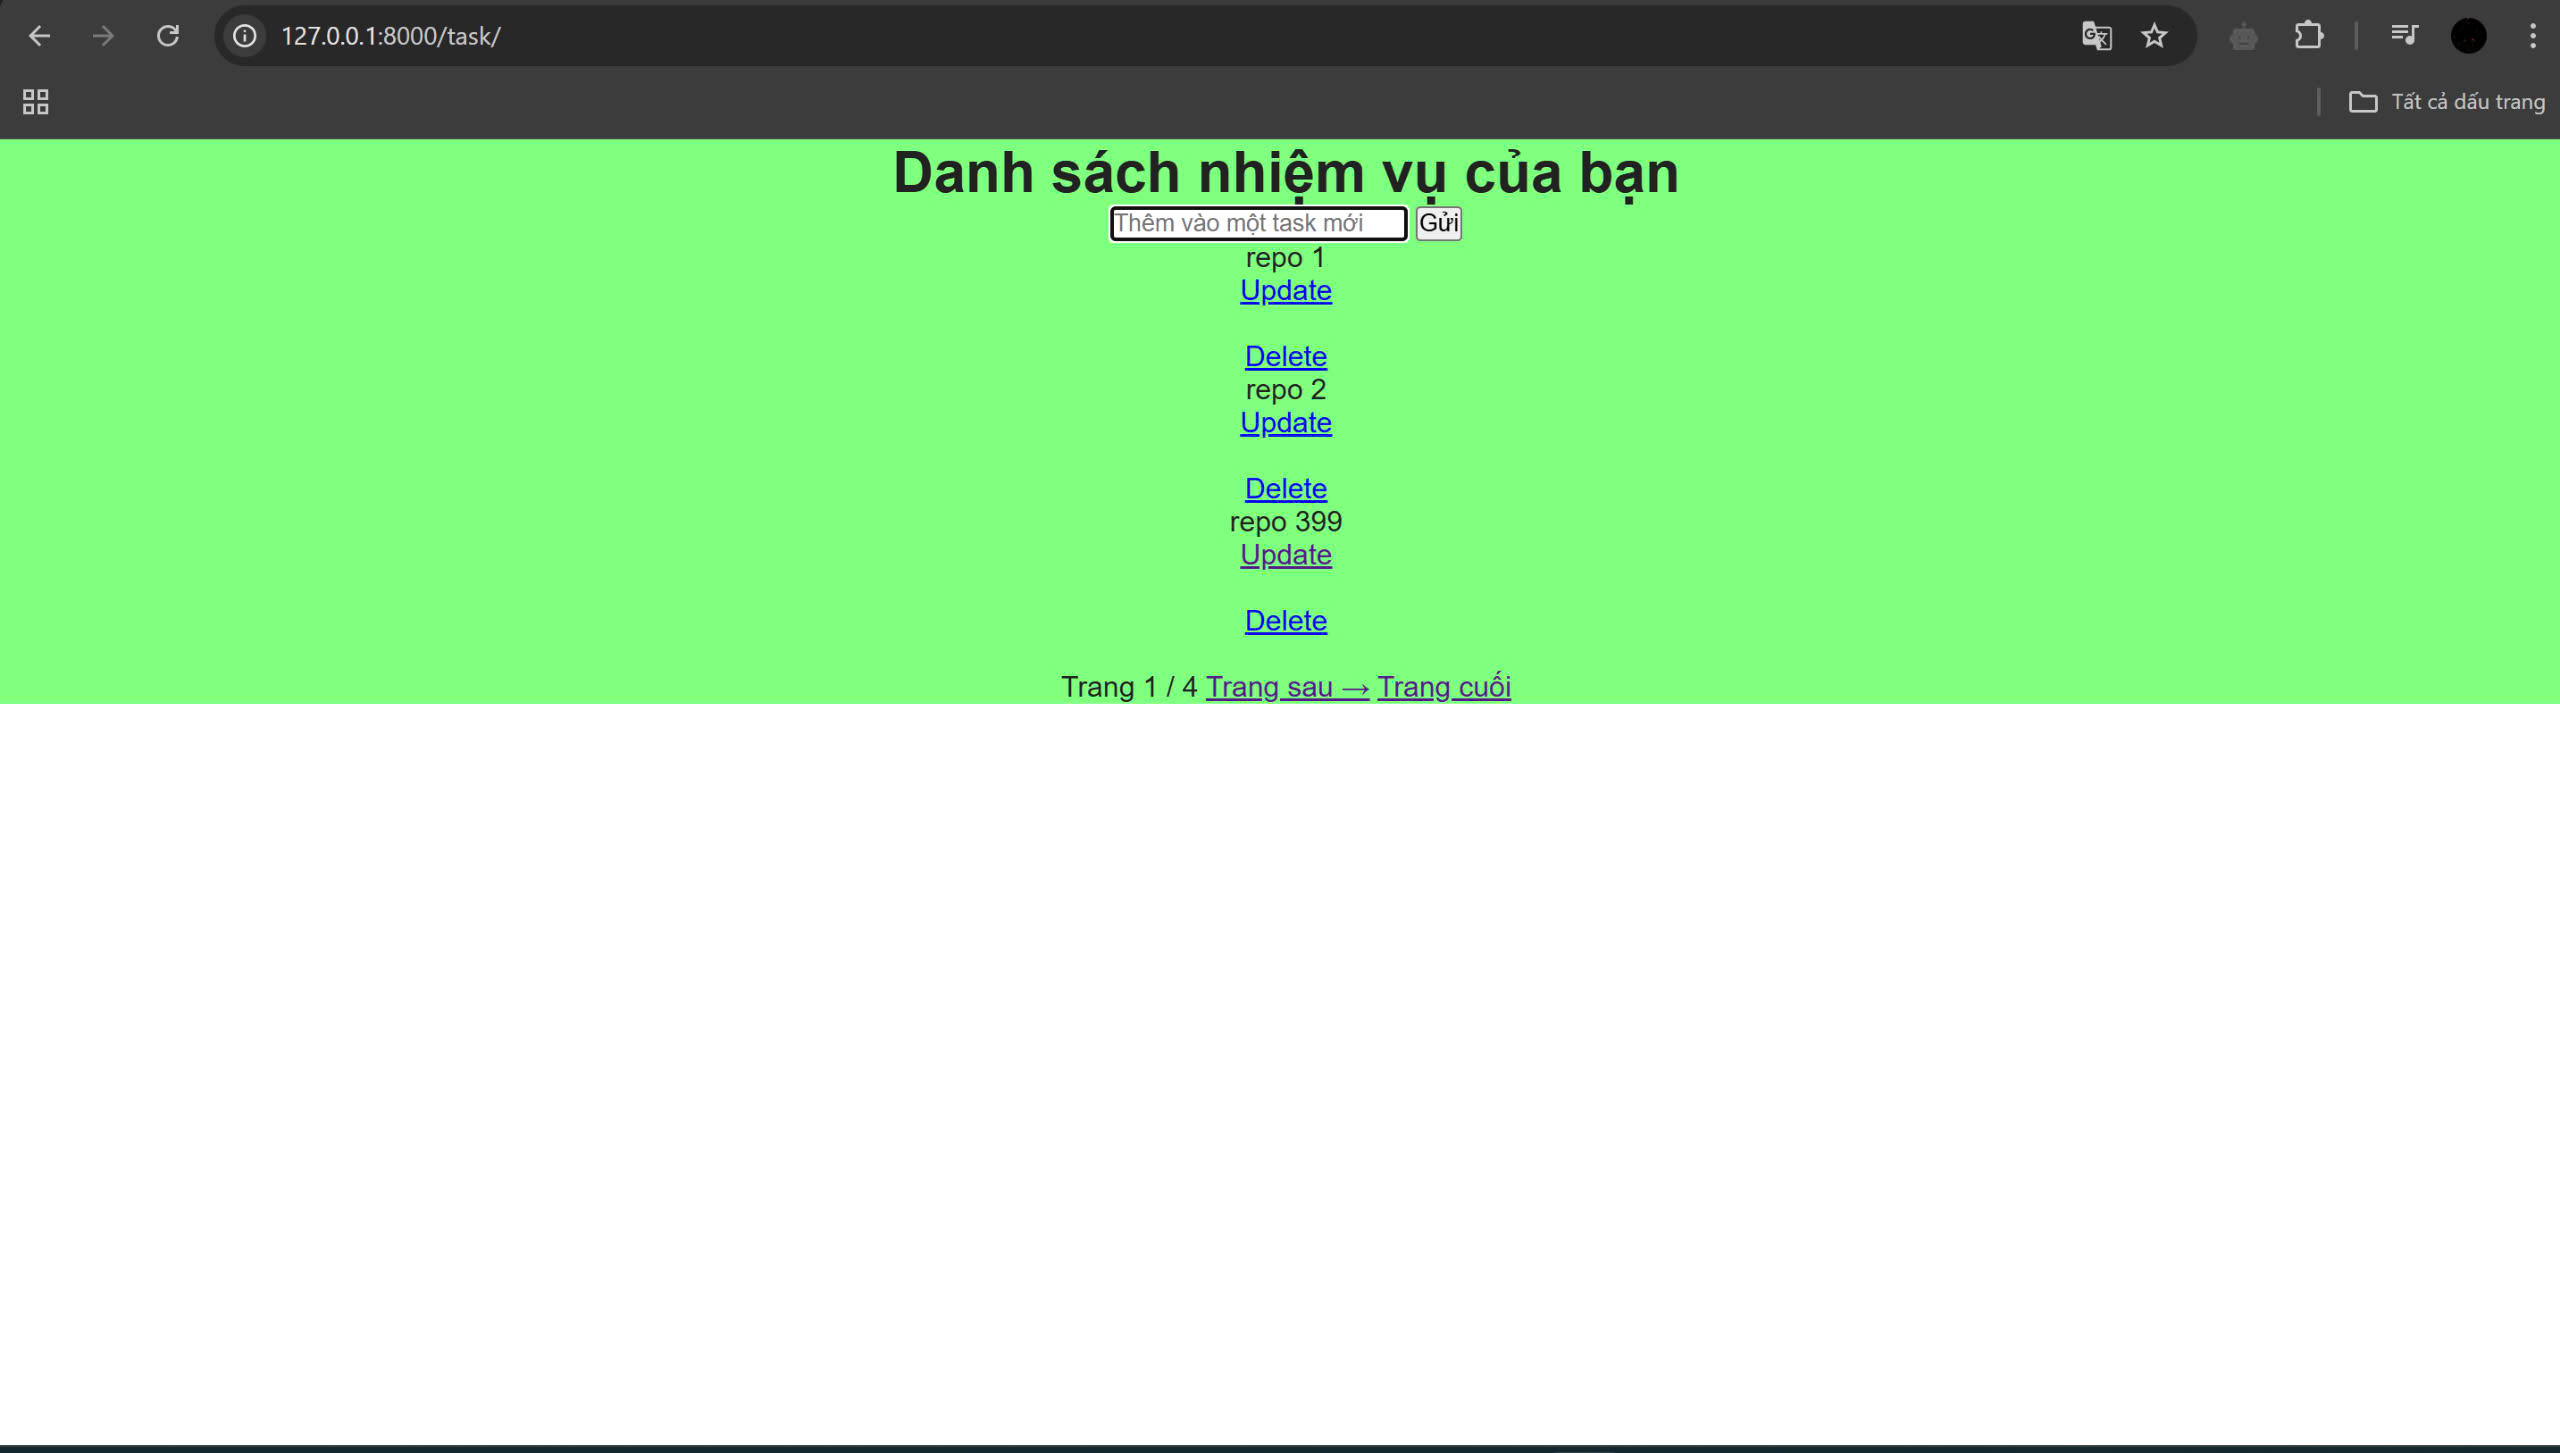 127.0.0.1:8000/task/
Tất cả dấu trang
Danh sách nhiệm vụ của bạn
Thêm vào một task mới Gửi
repo 1
Update
Delete
repo 2
Update
Delete
repo 399
Update
Delete
Trang 1 / 4 Trang sau → Trang cuối